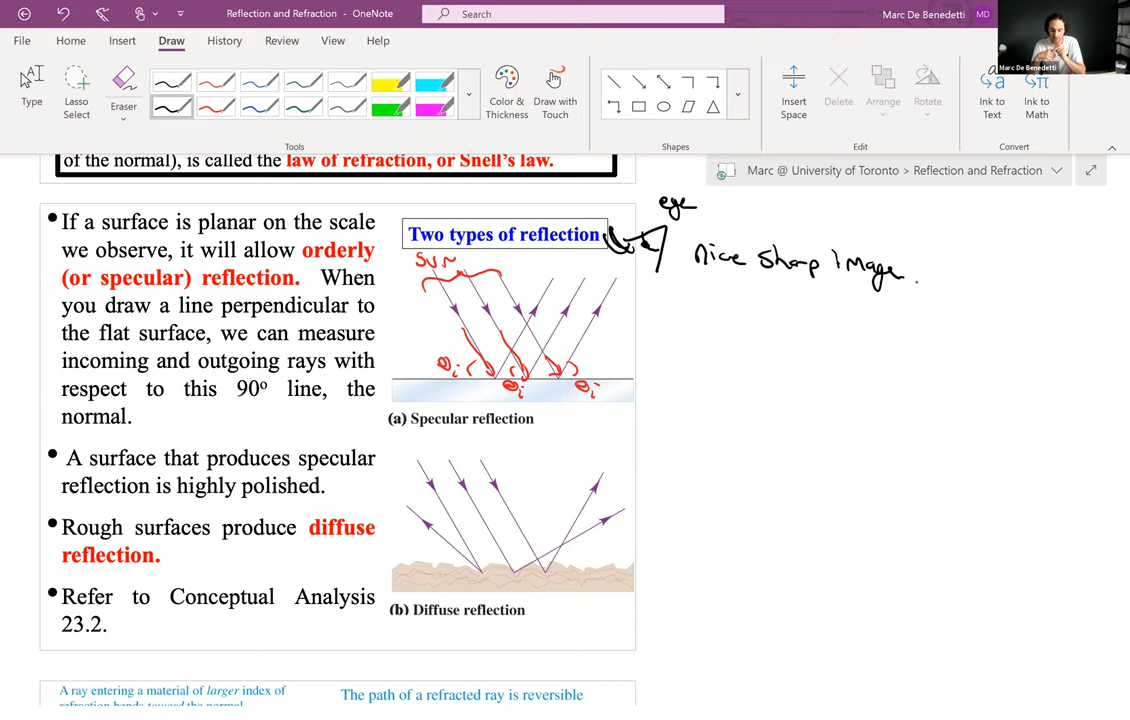 Reflection and Refraction - OneNote
Search
Marc De Benedetti
MD
Marc De Benedetti
File
Home
Insert
Draw
History
Review
View
Help
Type
Lasso
Select
Eraser
Color &
Thickness
Draw with
Touch
Insert
Space
Delete
Arrange
Rotate
Ink to
Text
Ink to
Math
Tools
Shapes
Edit
Convert
Marc @ University of Toronto > Reflection and Refraction
of the normal), is called the law of refraction, or Snell's law.
• If a surface is planar on the scale
we observe, it will allow orderly
(or specular) reflection. When
you draw a line perpendicular to
the flat surface, we can measure
incoming and outgoing rays with
respect to this 90º line, the
normal.
• A surface that produces specular
reflection is highly polished.
• Rough surfaces produce diffuse
reflection.
• Refer to Conceptual Analysis
23.2.
Two types of reflection
sun
θi
θi
θi
(a) Specular reflection
(b) Diffuse reflection
eye
nice sharp image.
A ray entering a material of larger index of
refraction bends toward the normal
The path of a refracted ray is reversible